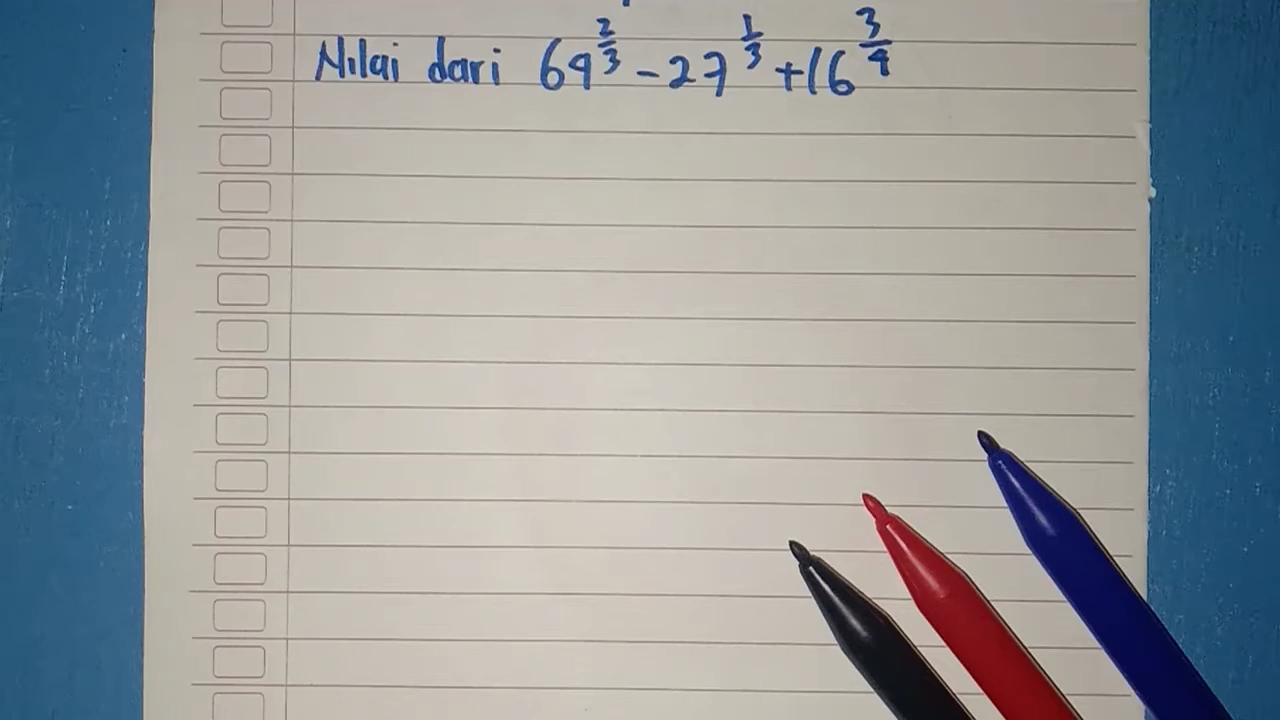 Nilai dari 64^{2/3} - 27^{1/3} + 16^{3/4}